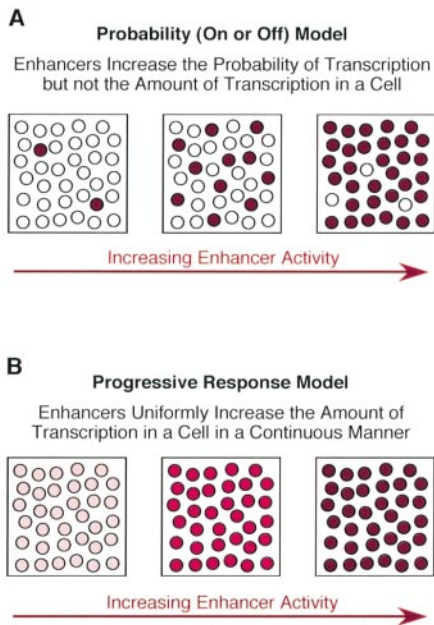 A
Probability (On or Off) Model
Enhancers Increase the Probability of Transcription
but not the Amount of Transcription in a Cell
Increasing Enhancer Activity
B
Progressive Response Model
Enhancers Uniformly Increase the Amount of
Transcription in a Cell in a Continuous Manner
Increasing Enhancer Activity